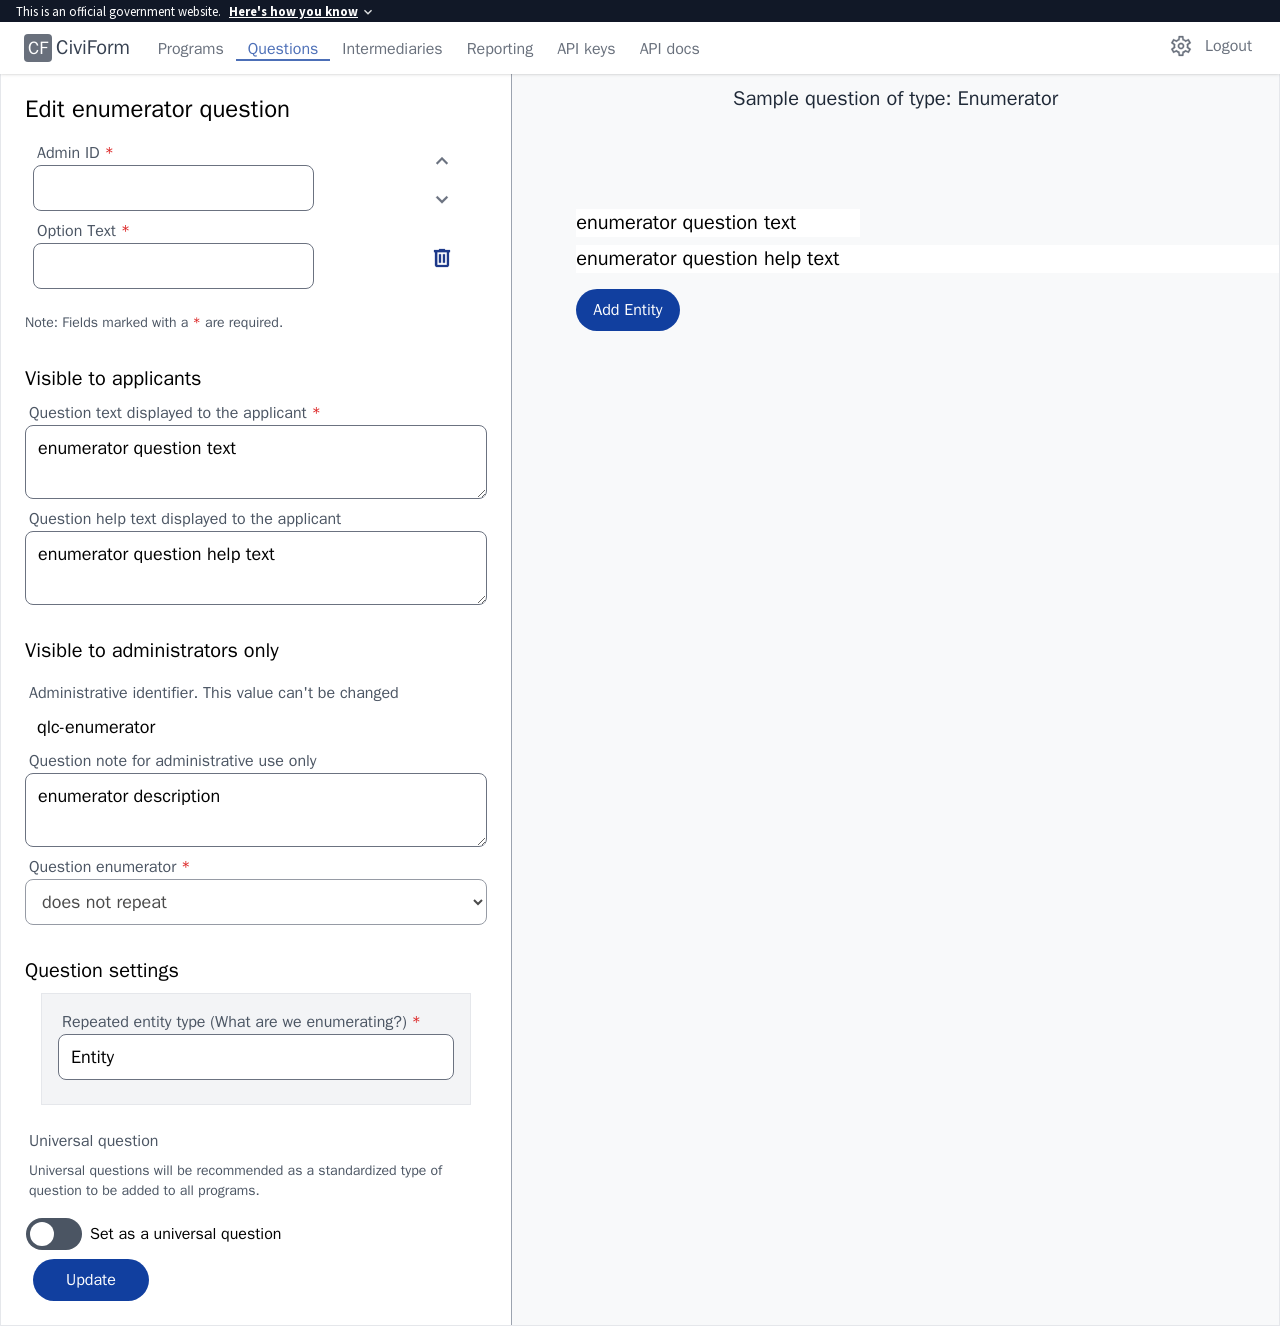 This is an official government website. Here's how you know
CF CiviForm Programs Questions Intermediaries Reporting API keys API docs Logout
Edit enumerator question
Admin ID *
Option Text *
Note: Fields marked with a * are required.
Visible to applicants
Question text displayed to the applicant *
enumerator question text
Question help text displayed to the applicant
enumerator question help text
Visible to administrators only
Administrative identifier. This value can't be changed
qlc-enumerator
Question note for administrative use only
enumerator description
Question enumerator *
does not repeat
Question settings
Repeated entity type (What are we enumerating?) *
Entity
Universal question
Universal questions will be recommended as a standardized type of
question to be added to all programs.
Set as a universal question
Update
Sample question of type: Enumerator
enumerator question text
enumerator question help text
Add Entity